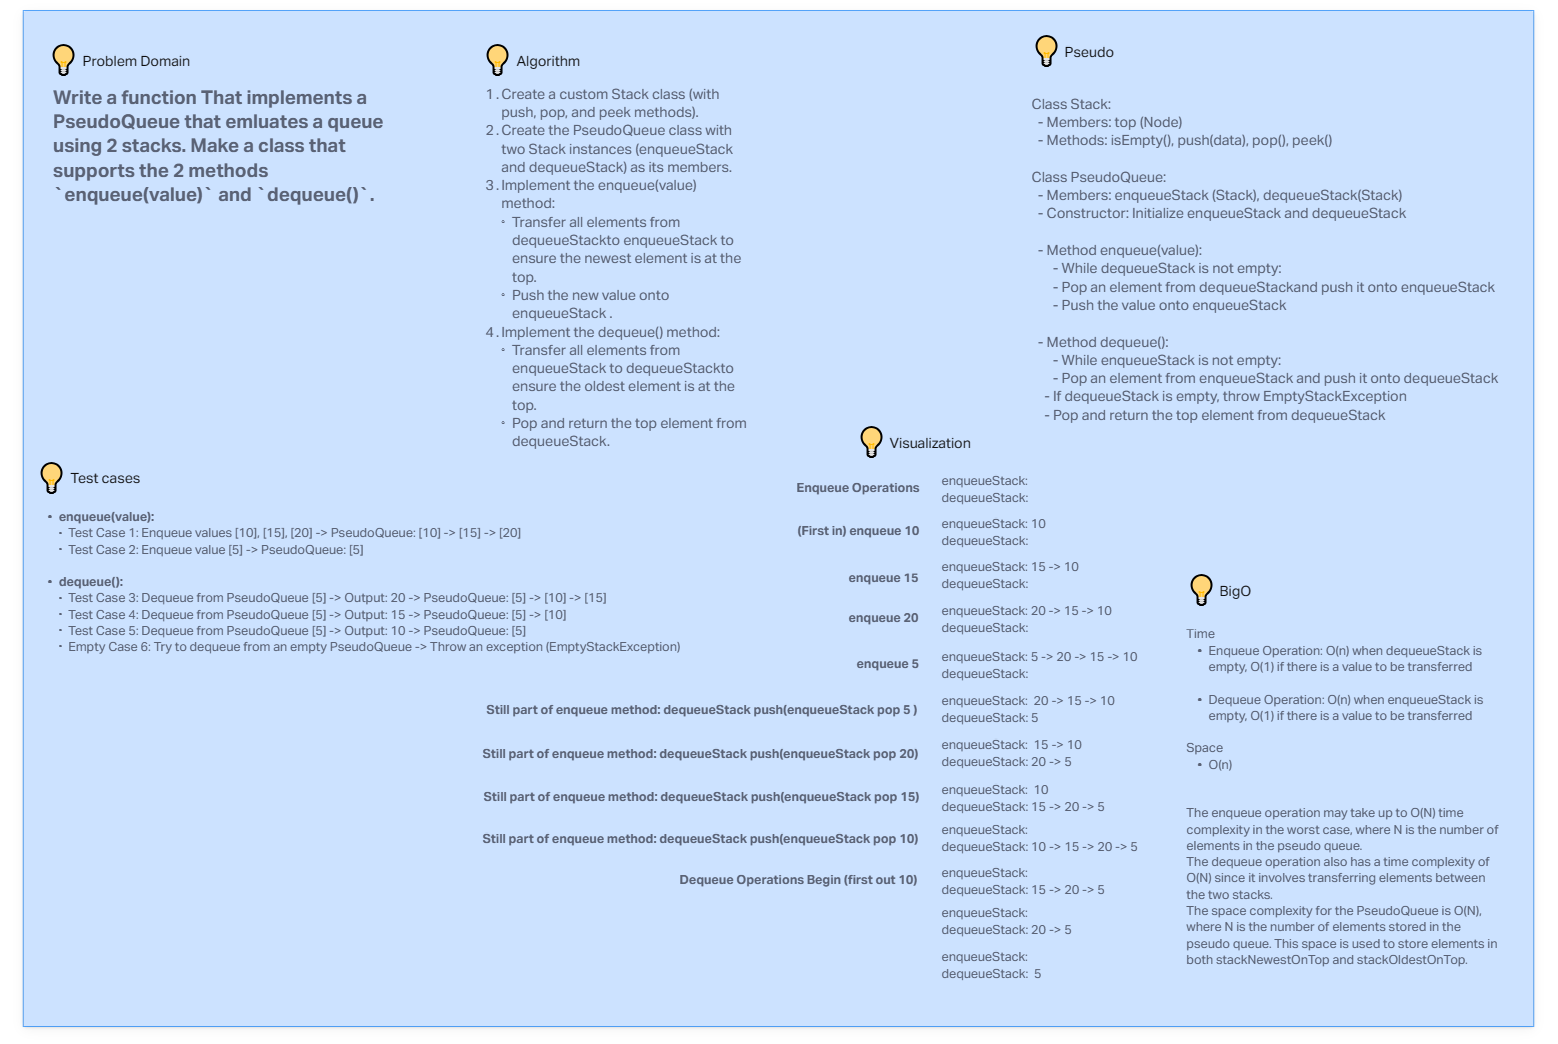 Problem Domain
Write a function That implements a
PseudoQueue that emluates a queue
using 2 stacks. Make a class that
supports the 2 methods
`enqueue(value)` and `dequeue()`.
Algorithm
1. Create a custom Stack class (with
push, pop, and peek methods).
2. Create the PseudoQueue class with
two Stack instances (enqueueStack
and dequeueStack) as its members.
3. Implement the enqueue(value)
method:
◦ Transfer all elements from
dequeueStackto enqueueStack to
ensure the newest element is at the
top.
◦ Push the new value onto
enqueueStack .
4. Implement the dequeue() method:
◦ Transfer all elements from
enqueueStack to dequeueStackto
ensure the oldest element is at the
top.
◦ Pop and return the top element from
dequeueStack.
Pseudo
Class Stack:
- Members: top (Node)
- Methods: isEmpty(), push(data), pop(), peek()
Class PseudoQueue:
- Members: enqueueStack (Stack), dequeueStack(Stack)
- Constructor: Initialize enqueueStack and dequeueStack
- Method enqueue(value):
- While dequeueStack is not empty:
- Pop an element from dequeueStackand push it onto enqueueStack
- Push the value onto enqueueStack
- Method dequeue():
- While enqueueStack is not empty:
- Pop an element from enqueueStack and push it onto dequeueStack
- If dequeueStack is empty, throw EmptyStackException
- Pop and return the top element from dequeueStack
Test cases
• enqueue(value):
• Test Case 1: Enqueue values [10], [15], [20] -> PseudoQueue: [10] -> [15] -> [20]
• Test Case 2: Enqueue value [5] -> PseudoQueue: [5]
• dequeue():
• Test Case 3: Dequeue from PseudoQueue [5] -> Output: 20 -> PseudoQueue: [5] -> [10] -> [15]
• Test Case 4: Dequeue from PseudoQueue [5] -> Output: 15 -> PseudoQueue: [5] -> [10]
• Test Case 5: Dequeue from PseudoQueue [5] -> Output: 10 -> PseudoQueue: [5]
• Empty Case 6: Try to dequeue from an empty PseudoQueue -> Throw an exception (EmptyStackException)
Visualization
Enqueue Operations
enqueueStack:
dequeueStack:
(First in) enqueue 10
enqueueStack: 10
dequeueStack:
enqueue 15
enqueueStack: 15 -> 10
dequeueStack:
enqueue 20
enqueueStack: 20 -> 15 -> 10
dequeueStack:
enqueue 5
enqueueStack: 5 -> 20 -> 15 -> 10
dequeueStack:
Still part of enqueue method: dequeueStack push(enqueueStack pop 5 )
enqueueStack: 20 -> 15 -> 10
dequeueStack: 5
Still part of enqueue method: dequeueStack push(enqueueStack pop 20)
enqueueStack: 15 -> 10
dequeueStack: 20 -> 5
Still part of enqueue method: dequeueStack push(enqueueStack pop 15)
enqueueStack: 10
dequeueStack: 15 -> 20 -> 5
Still part of enqueue method: dequeueStack push(enqueueStack pop 10)
enqueueStack:
dequeueStack: 10 -> 15 -> 20 -> 5
Dequeue Operations Begin (first out 10)
enqueueStack:
dequeueStack: 15 -> 20 -> 5
enqueueStack:
dequeueStack: 20 -> 5
enqueueStack:
dequeueStack: 5
BigO
Time
• Enqueue Operation: O(n) when dequeueStack is
empty, O(1) if there is a value to be transferred
• Dequeue Operation: O(n) when enqueueStack is
empty, O(1) if there is a value to be transferred
Space
• O(n)
The enqueue operation may take up to O(N) time
complexity in the worst case, where N is the number of
elements in the pseudo queue.
The dequeue operation also has a time complexity of
O(N) since it involves transferring elements between
the two stacks.
The space complexity for the PseudoQueue is O(N),
where N is the number of elements stored in the
pseudo queue. This space is used to store elements in
both stackNewestOnTop and stackOldestOnTop.